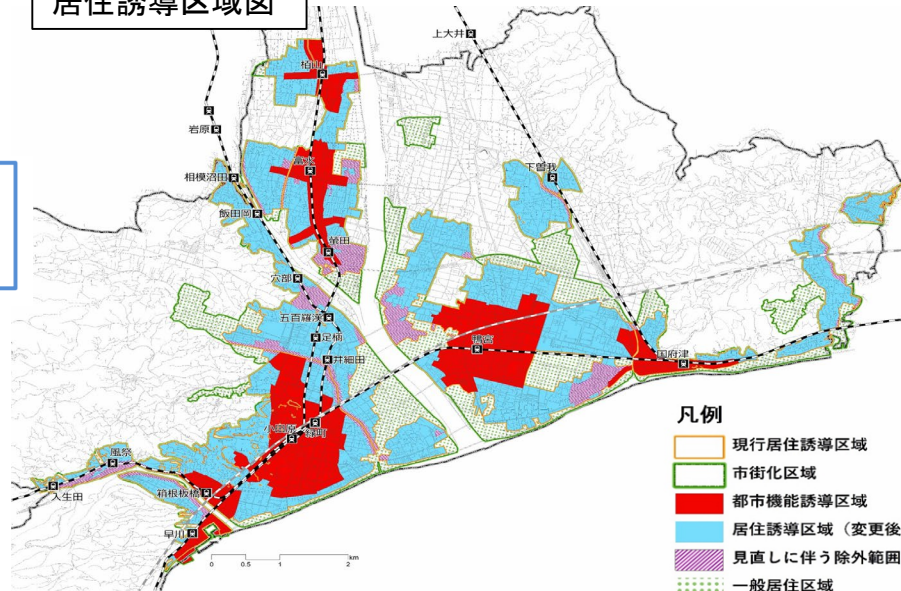 居住誘導区域図
上大井
栢山
岩原
相模沼田
富水
下曽我
飯田岡
螢田
穴部
五百羅漢
足柄
鴨宮
井細田
国府津
小田原
緑町
風祭
入生田
箱根板橋
早川
0 0.5 1 2 km
凡例
現行居住誘導区域
市街化区域
都市機能誘導区域
居住誘導区域（変更後
見直しに伴う除外範囲
一般居住区域